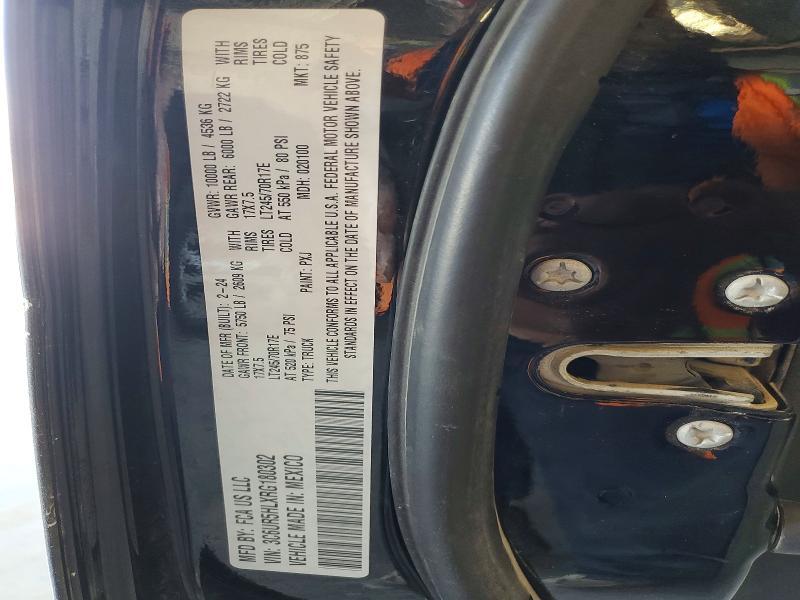 MFD BY: FCA US LLC
DATE OF MFR (BUILT): 2-24
GVWR: 10000 LB / 4536 KG
GAWR FRONT: 5750 LB / 2609 KG WITH
GAWR REAR: 6000 LB / 2722 KG WITH
17X7.5 RIMS
17X7.5 RIMS
LT245/70R17E TIRES
LT245/70R17E TIRES
AT 520 kPa / 75 PSI COLD
AT 550 kPa / 80 PSI COLD
VIN: 3C6UR5HLXRG180302
TYPE: TRUCK
PAINT: PXJ
MDH: 020100
MKT: 875
VEHICLE MADE IN: MEXICO
THIS VEHICLE CONFORMS TO ALL APPLICABLE U.S.A. FEDERAL MOTOR VEHICLE SAFETY
STANDARDS IN EFFECT ON THE DATE OF MANUFACTURE SHOWN ABOVE.